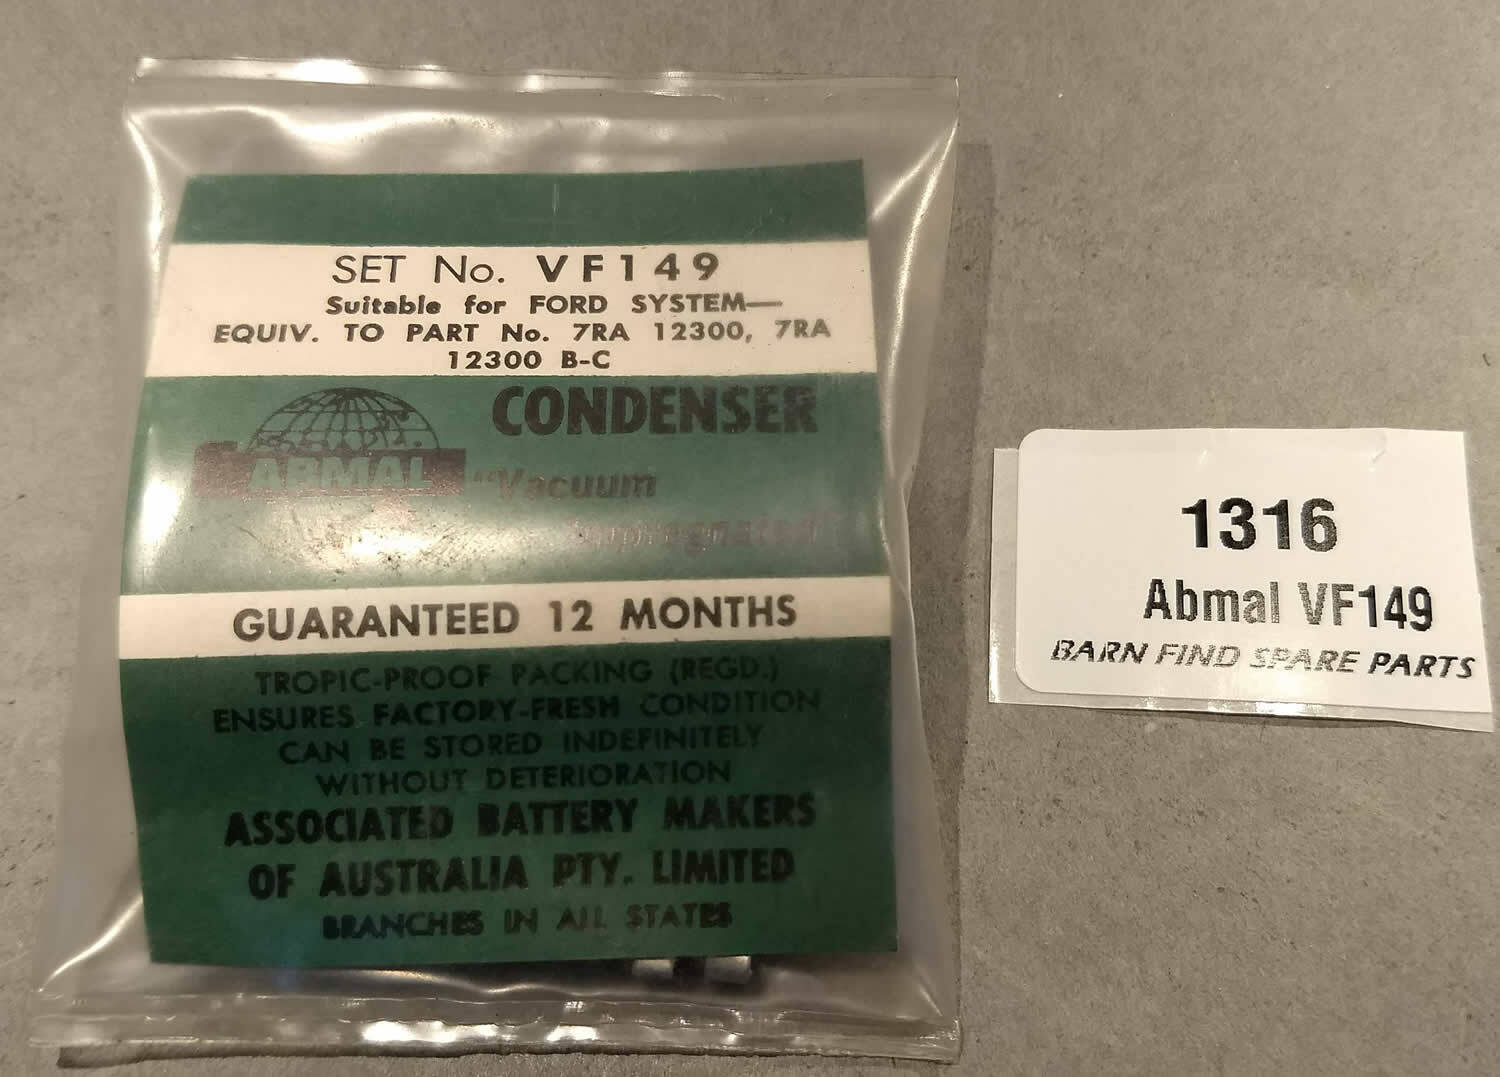 SET No. VF149
Suitable for FORD SYSTEM—
EQUIV. TO PART No. 7RA 12300, 7RA
12300 B-C
CONDENSER
ABMAL
"Vacuum
Impregnated"
GUARANTEED 12 MONTHS
TROPIC-PROOF PACKING (REGD.)
ENSURES FACTORY-FRESH CONDITION
CAN BE STORED INDEFINITELY
WITHOUT DETERIORATION
ASSOCIATED BATTERY MAKERS
OF AUSTRALIA PTY. LIMITED
BRANCHES IN ALL STATES
1316
Abmal VF149
BARN FIND SPARE PARTS